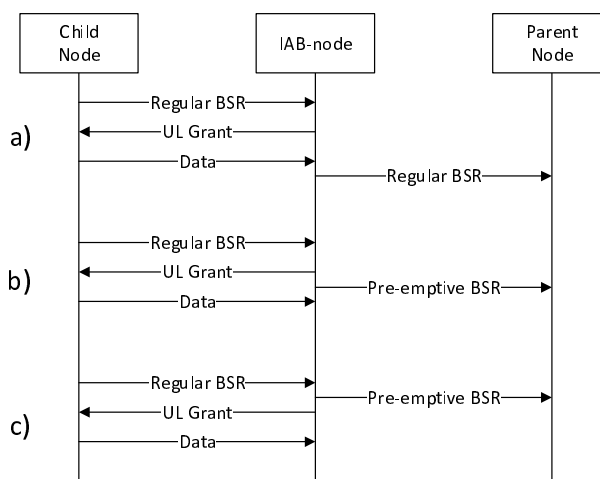 Child
Node
IAB-node
Parent
Node
a)
Regular BSR
UL Grant
Data
Regular BSR
b)
Regular BSR
UL Grant
Pre-emptive BSR
Data
c)
Regular BSR
Pre-emptive BSR
UL Grant
Data